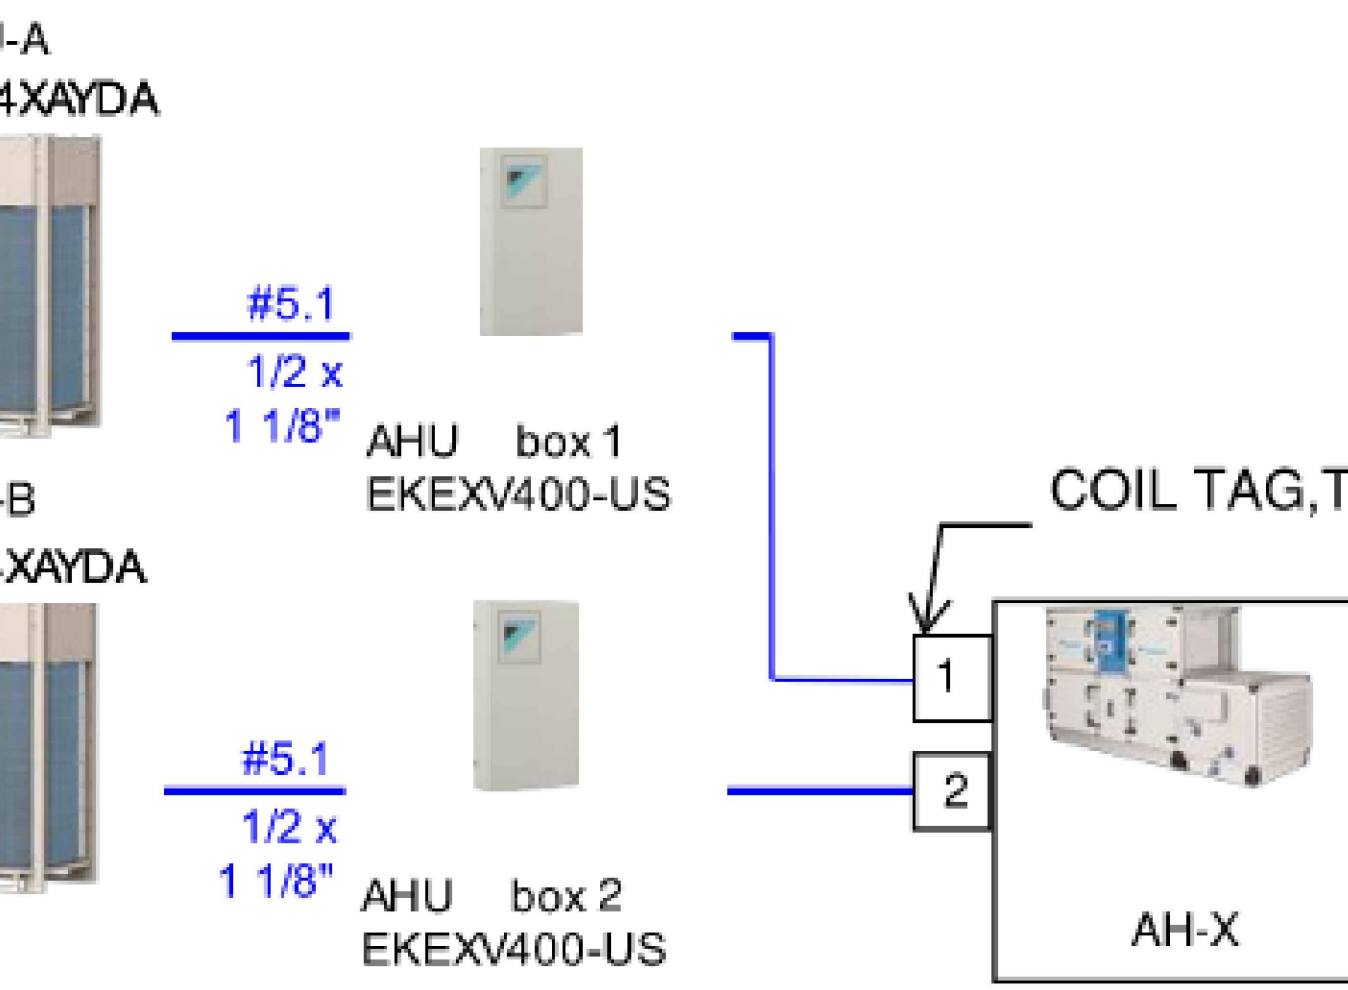 -A
4XAYDA
#5.1
1/2 x
1 1/8"
AHU box 1
EKEXV400-US
-B
XAYDA
COIL TAG,T
1
#5.1
1/2 x
1 1/8"
2
AHU box 2
EKEXV400-US
AH-X